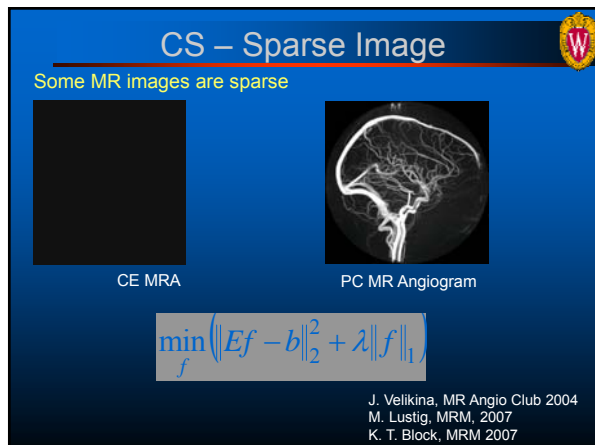 CS – Sparse Image
W
Some MR images are sparse
M
CE MRA
PC MR Angiogram
min_f (||Ef − b||₂² + λ||f||₁)
J. Velikina, MR Angio Club 2004
M. Lustig, MRM, 2007
K. T. Block, MRM 2007